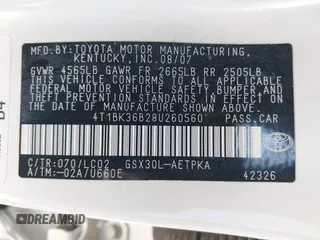 MFD.BY: TOYOTA MOTOR MANUFACTURING,
KENTUCKY,INC. 08/07
GVWR 4565LB GAWR FR 2665LB RR 2505LB
THIS VEHICLE CONFORMS TO ALL APPLICABLE
FEDERAL MOTOR VEHICLE SAFETY, BUMPER, AND
THEFT PREVENTION STANDARDS IN EFFECT ON
THE DATE OF MANUFACTURE SHOWN ABOVE.
4T1BK36B28U260560 PASS.CAR
C/TR:070/LC02 GSX30L-AETPKA
A/TM:-02A/U660E
42326
TOYOTA
AUTOBIDMASTER